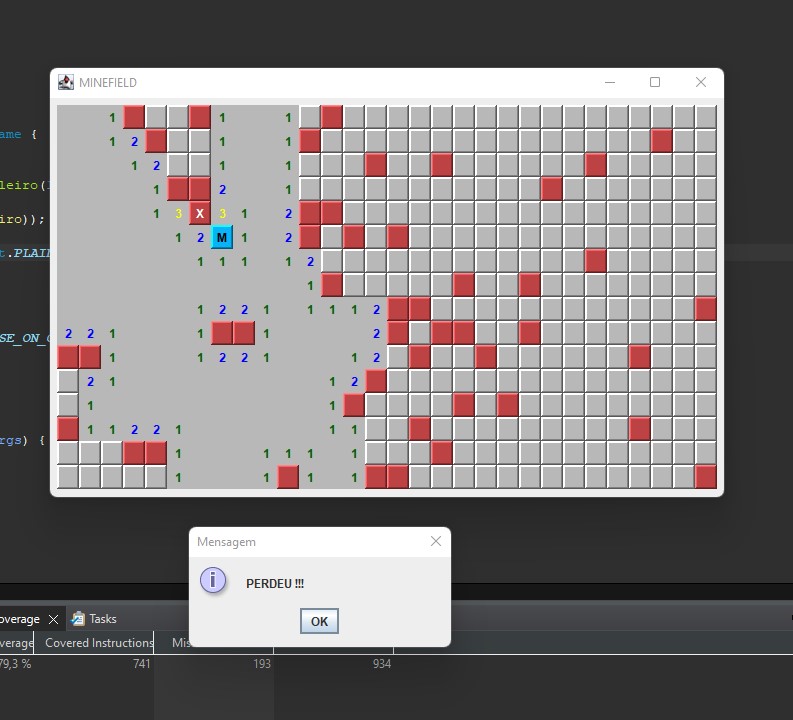 MINEFIELD
1 1 1
ame {
1 2 1 1
1 2 1 1
leiro(
1 2 1
1 3 X 3 1 2
iro));
1 2 M 1 2
t.PLAI
1 1 1 1 2
1
1 2 2 1 1 1 1 2
SE_ON_
2 2 1 1 2
1 1 2 2 1 1 2
2 1 1 2
1 1
rgs) {
1 1 2 2 1 1 1
1 1 1 1 1
1 1 1 1
Mensagem
PERDEU !!!
OK
overage
Tasks
verage
Covered Instructions
Mis
79,3 %
741
193
934